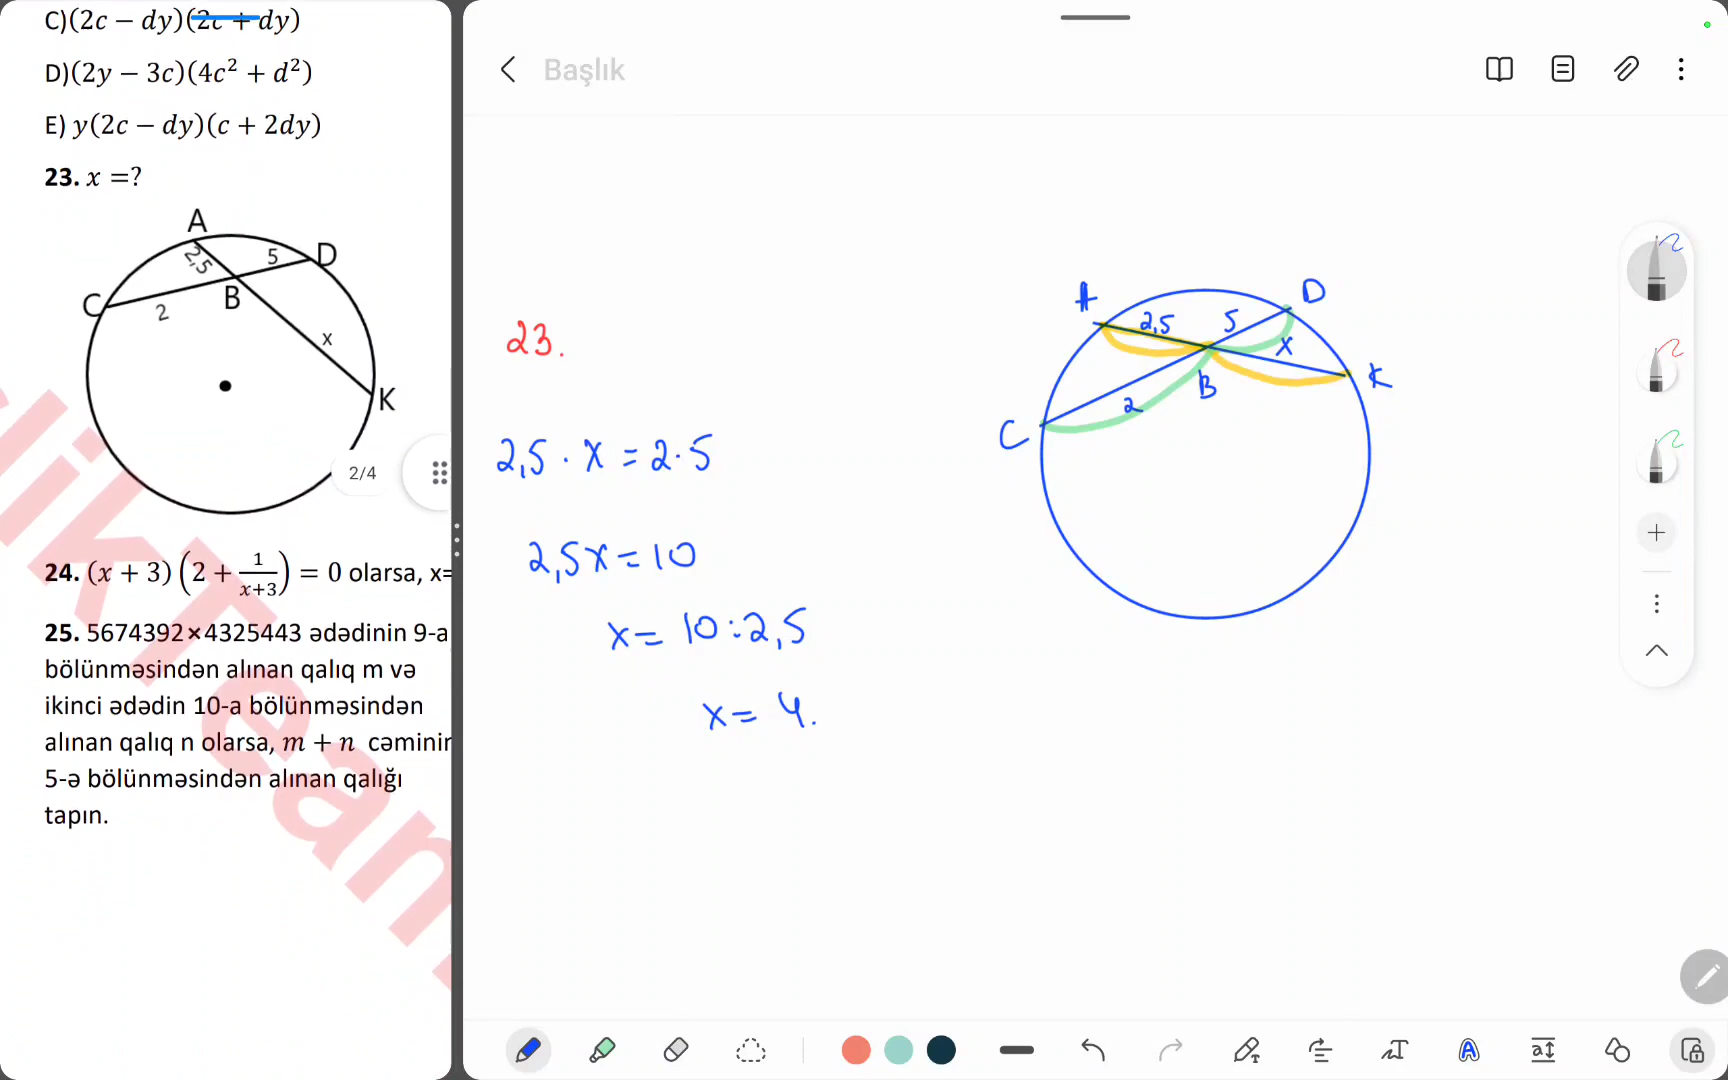 C)(2c − dy)(2c + dy)
D)(2y − 3c)(4c² + d²)
E) y(2c − dy)(c + 2dy)
23. x =?
A
2,5
5
D
C
2
B
x
K
2/4
24. (x + 3)(2 + 1/(x+3)) = 0 olarsa, x=
25. 5674392×4325443 ədədinin 9-a
bölünməsindən alınan qalıq m və
ikinci ədədin 10-a bölünməsindən
alınan qalıq n olarsa, m + n cəminin
5-ə bölünməsindən alınan qalığı
tapın.
Başlık
23.
2,5 · x = 2·5
2,5x = 10
x = 10:2,5
x = 4.
A
2,5
5
D
x
K
B
2
C
likTeam